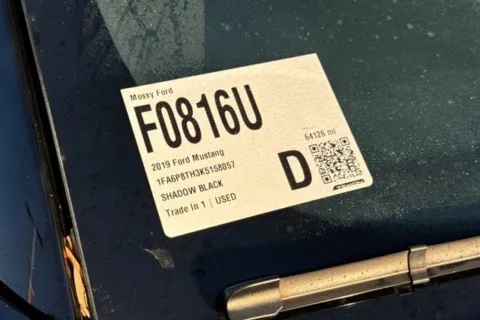 Mossy Ford
F0816U
2019 Ford Mustang
1FA6P8TH3K5158057
SHADOW BLACK
Trade In 1 | USED
64126 mi
D